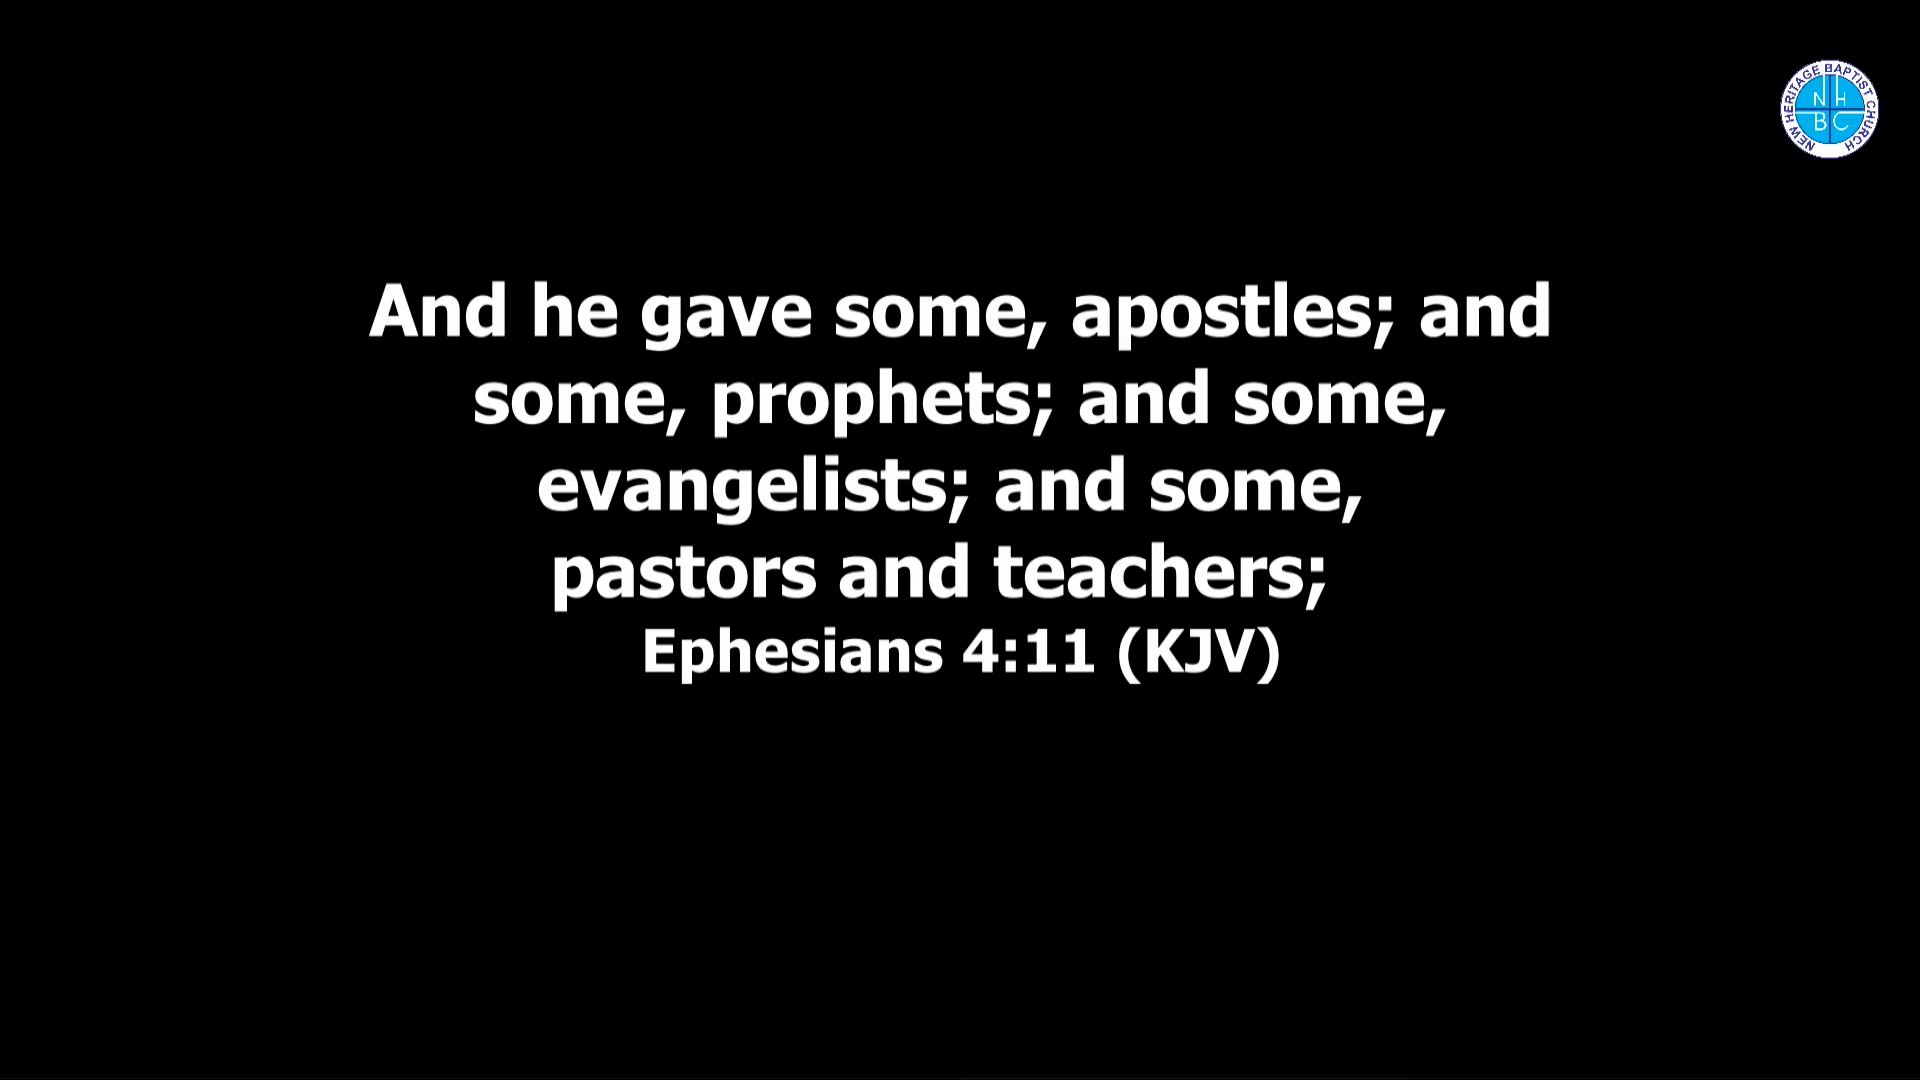 NEW HERITAGE BAPTIST CHURCH
N H
B C
And he gave some, apostles; and
some, prophets; and some,
evangelists; and some,
pastors and teachers;
Ephesians 4:11 (KJV)